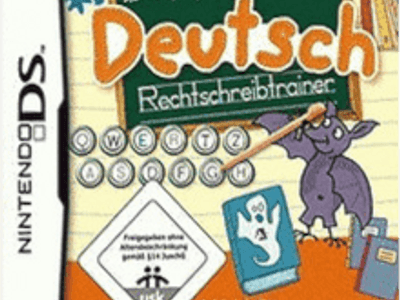 Deutsch
Rechtschreibtrainer
QWERTZ
ASDFGH
NINTENDO DS
Freigegeben ohne
Altersbeschränkung
gemäß §14 JuSchG
usk